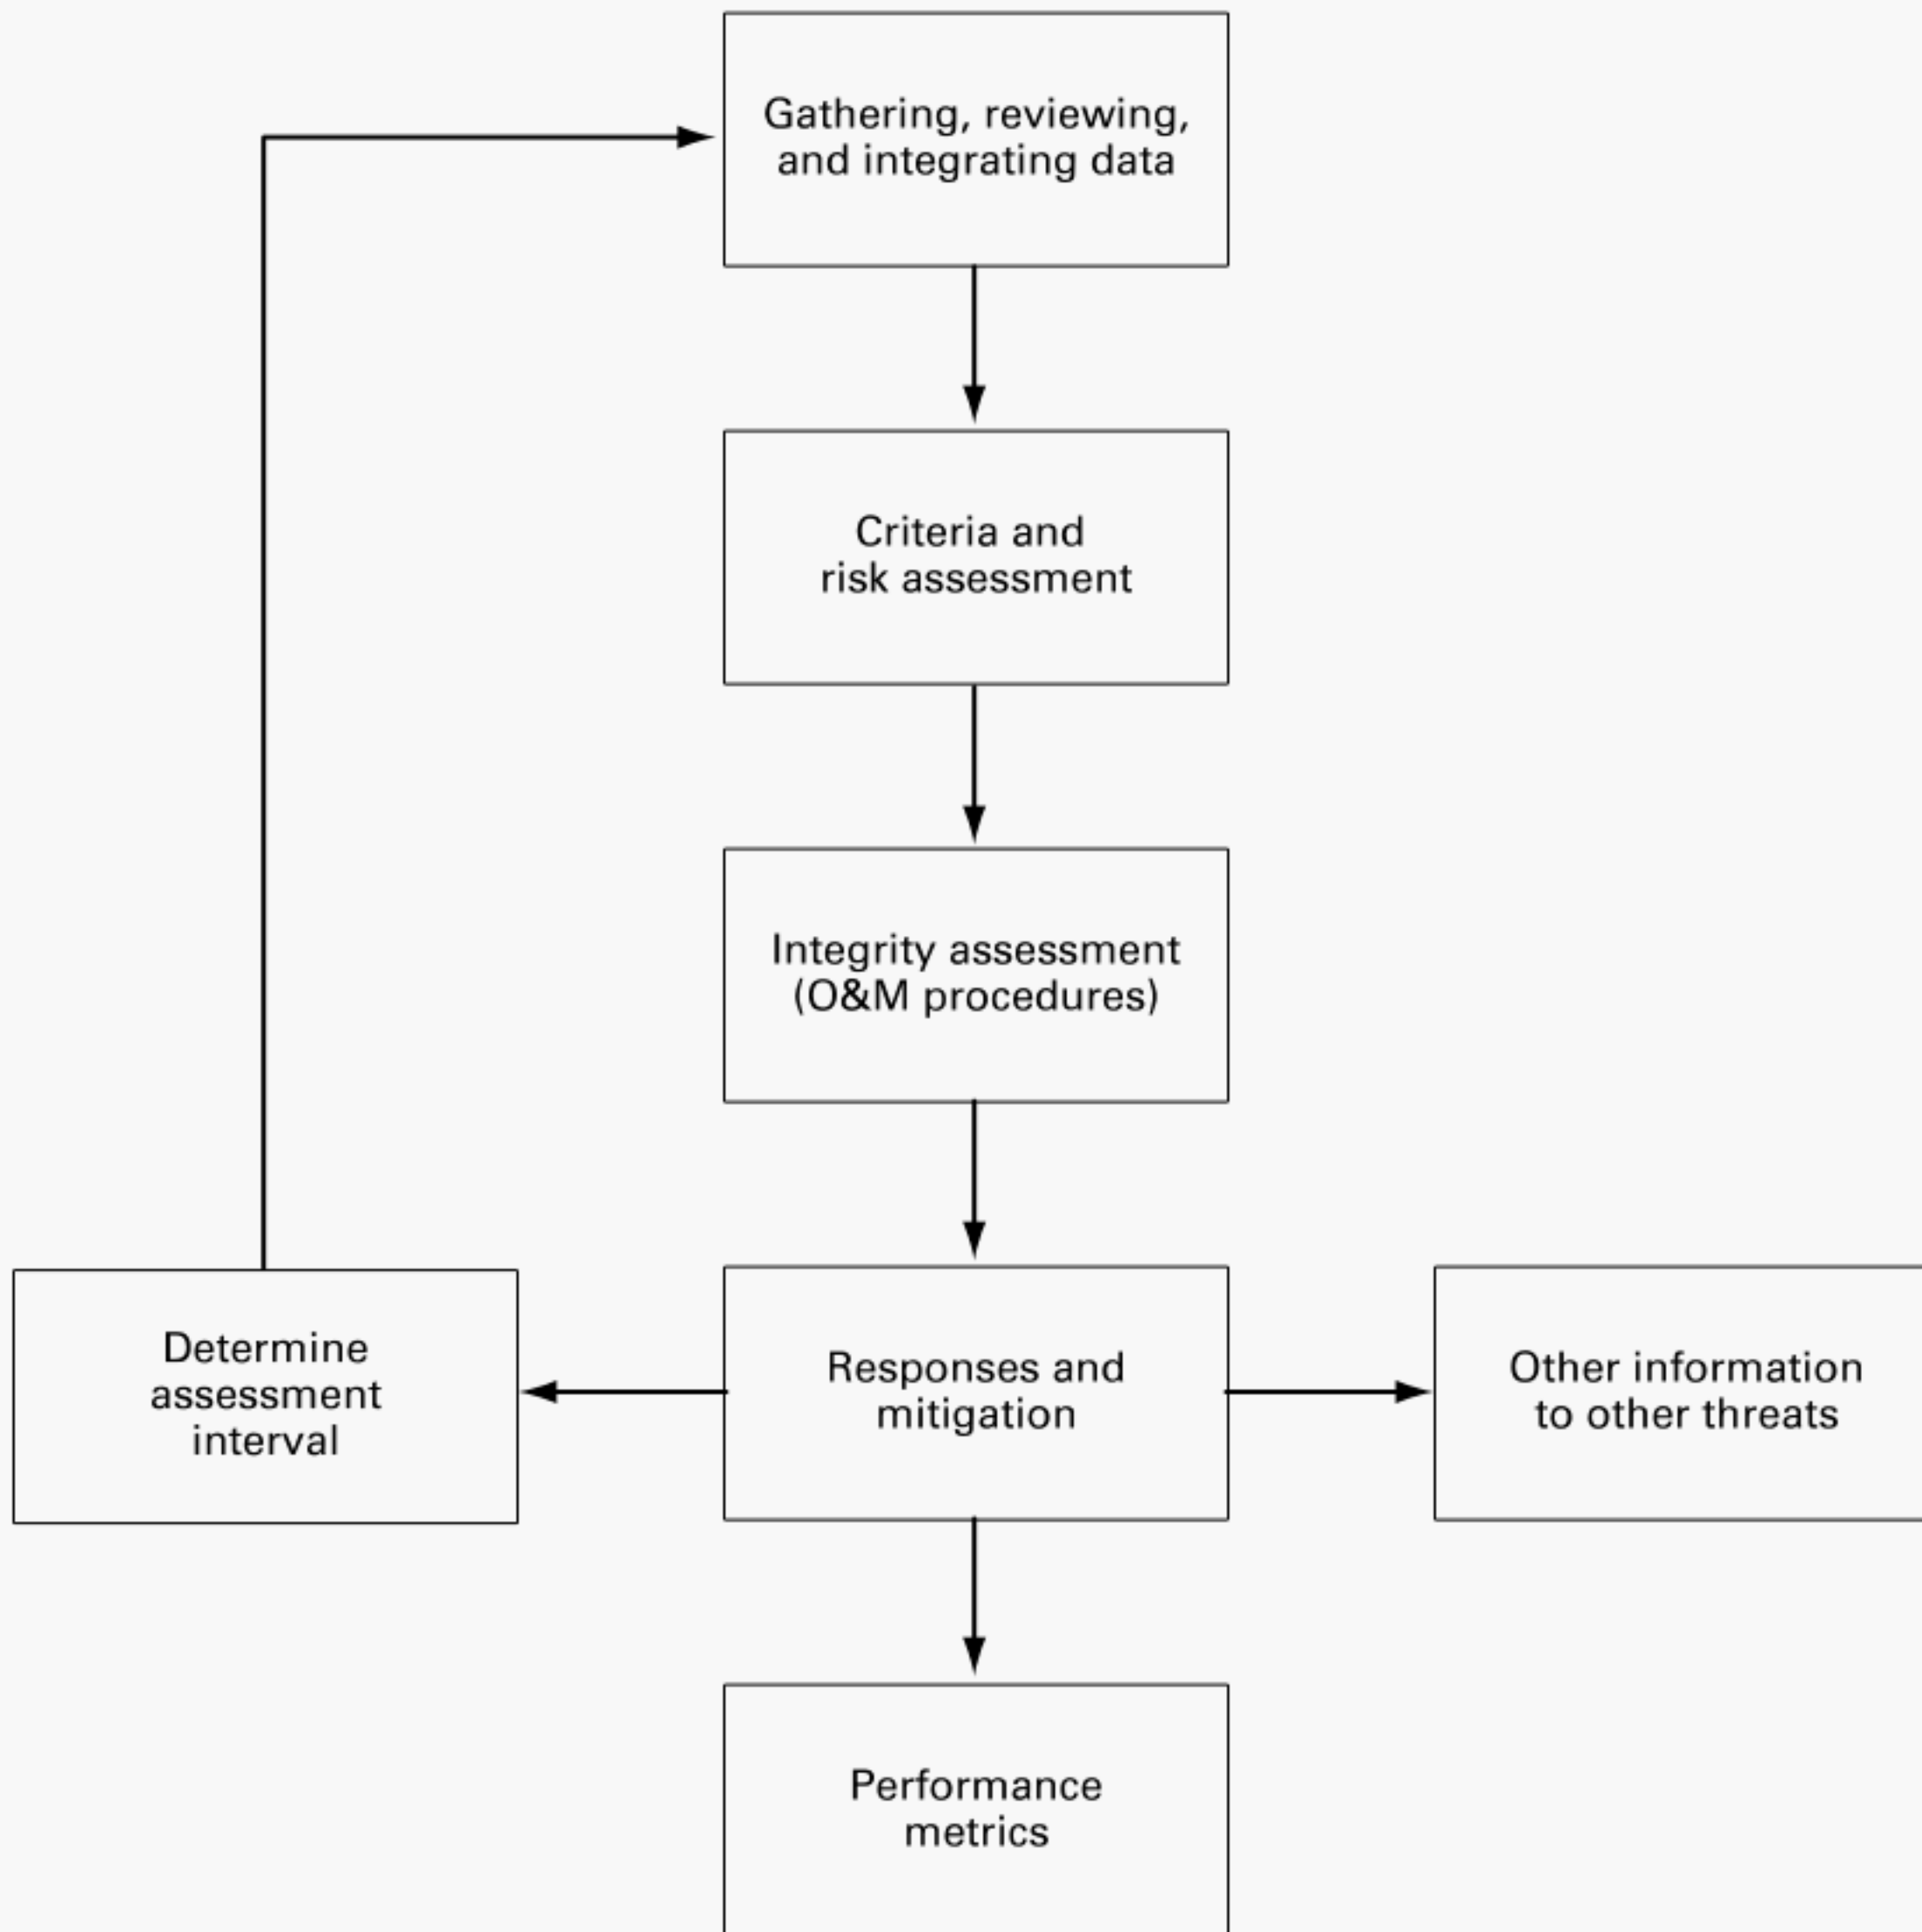 Gathering, reviewing,
and integrating data
Criteria and
risk assessment
Integrity assessment
(O&M procedures)
Determine
assessment
interval
Responses and
mitigation
Other information
to other threats
Performance
metrics